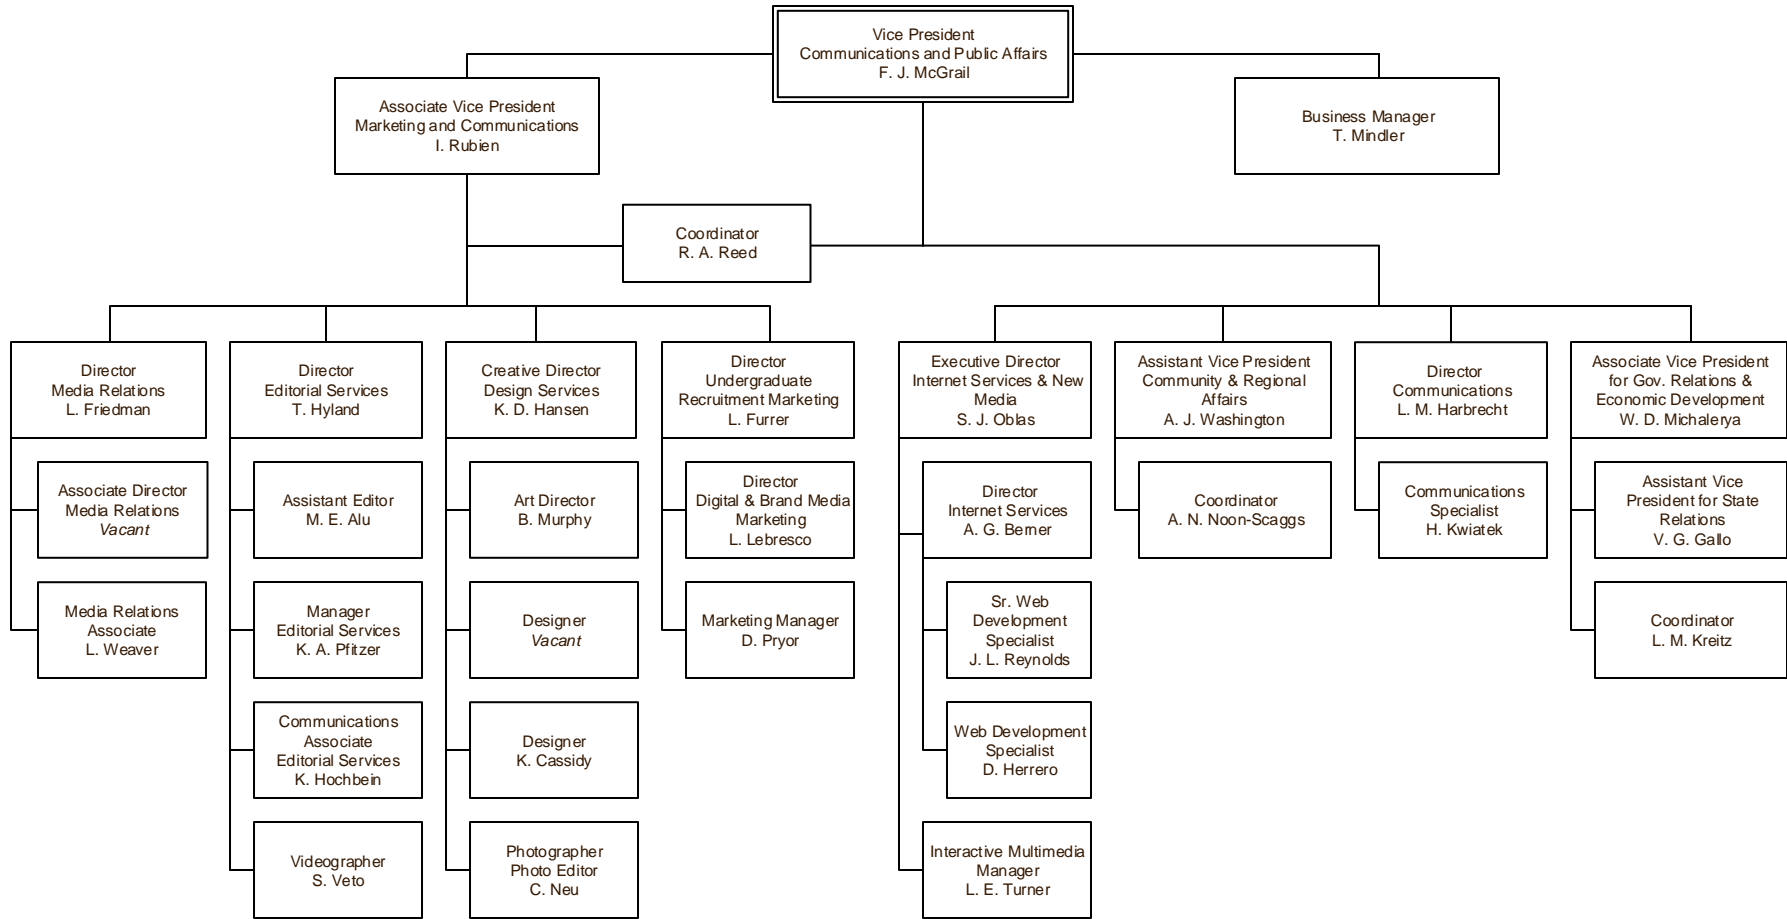 Vice President
Communications and Public Affairs
F. J. McGrail
Associate Vice President
Marketing and Communications
I. Rubien
Business Manager
T. Mindler
Coordinator
R. A. Reed
Director
Media Relations
L. Friedman
Director
Editorial Services
T. Hyland
Creative Director
Design Services
K. D. Hansen
Director
Undergraduate
Recruitment Marketing
L. Furrer
Executive Director
Internet Services & New
Media
S. J. Oblas
Assistant Vice President
Community & Regional
Affairs
A. J. Washington
Director
Communications
L. M. Harbrecht
Associate Vice President
for Gov. Relations &
Economic Development
W. D. Michalerya
Associate Director
Media Relations
Vacant
Assistant Editor
M. E. Alu
Art Director
B. Murphy
Director
Digital & Brand Media
Marketing
L. Lebresco
Director
Internet Services
A. G. Berner
Coordinator
A. N. Noon-Scaggs
Communications
Specialist
H. Kwiatek
Assistant Vice
President for State
Relations
V. G. Gallo
Media Relations
Associate
L. Weaver
Manager
Editorial Services
K. A. Pfitzer
Designer
Vacant
Marketing Manager
D. Pryor
Sr. Web
Development
Specialist
J. L. Reynolds
Coordinator
L. M. Kreitz
Communications
Associate
Editorial Services
K. Hochbein
Designer
K. Cassidy
Web Development
Specialist
D. Herrero
Videographer
S. Veto
Photographer
Photo Editor
C. Neu
Interactive Multimedia
Manager
L. E. Turner